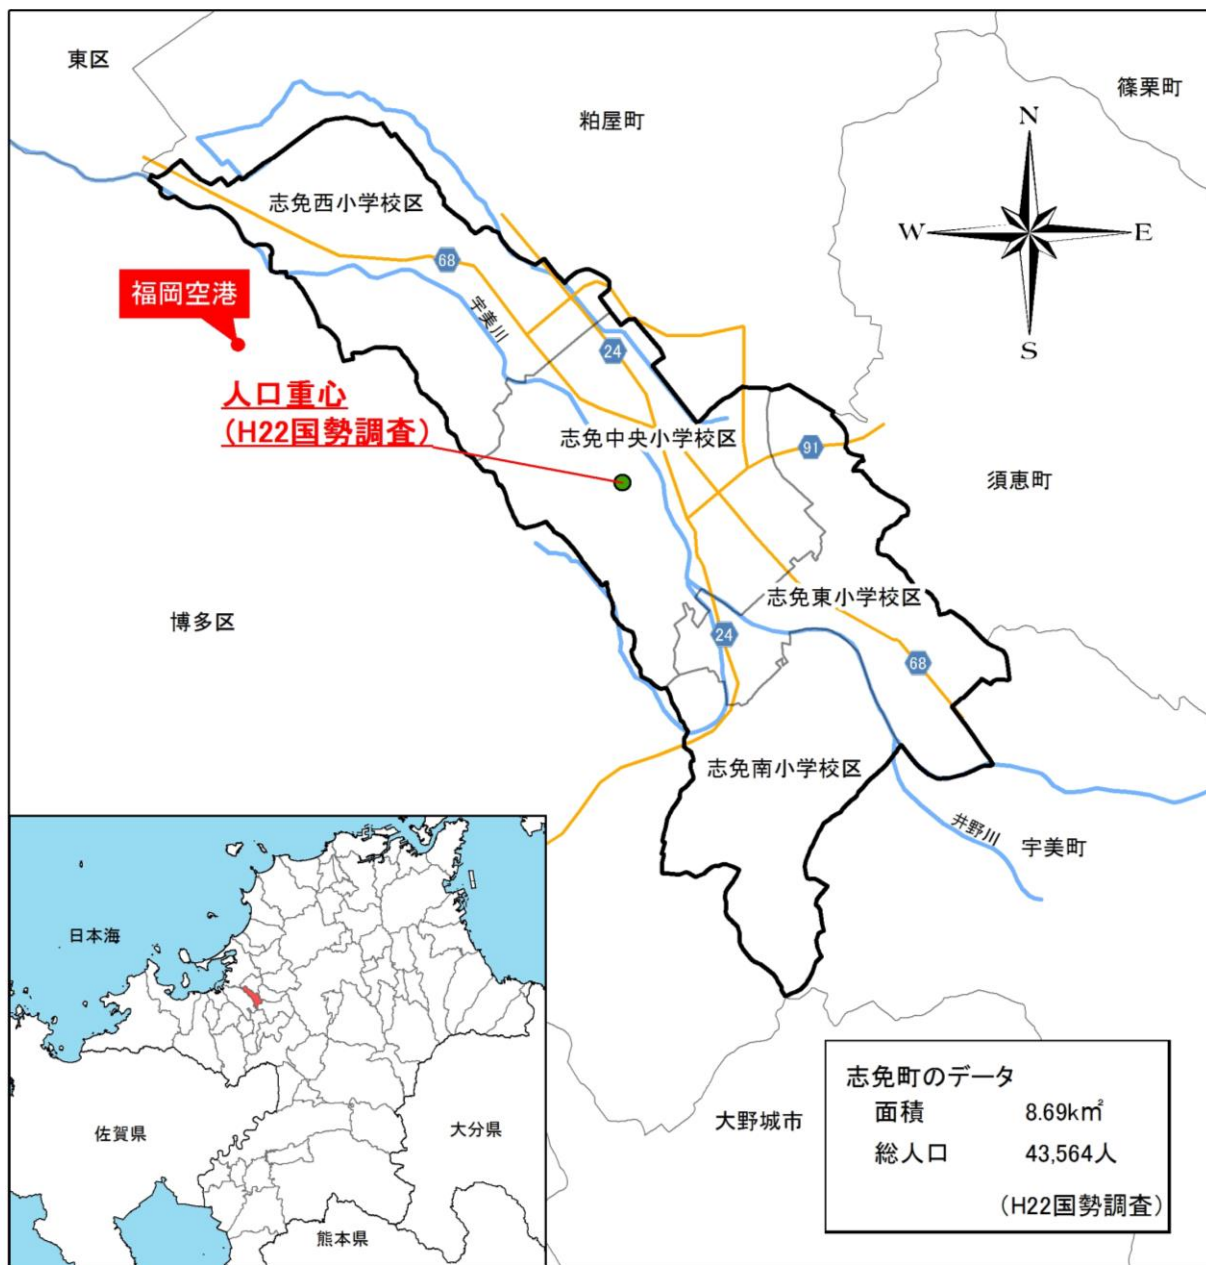 東区
篠栗町
粕屋町
N
志免西小学校区
W
E
68
福岡空港
宇美川
24
S
人口重心
(H22国勢調査)
志免中央小学校区
91
須恵町
志免東小学校区
博多区
24
68
志免南小学校区
井野川
宇美町
日本海
志免町のデータ
面積 8.69k㎡
総人口 43,564人
(H22国勢調査)
大野城市
佐賀県
大分県
熊本県